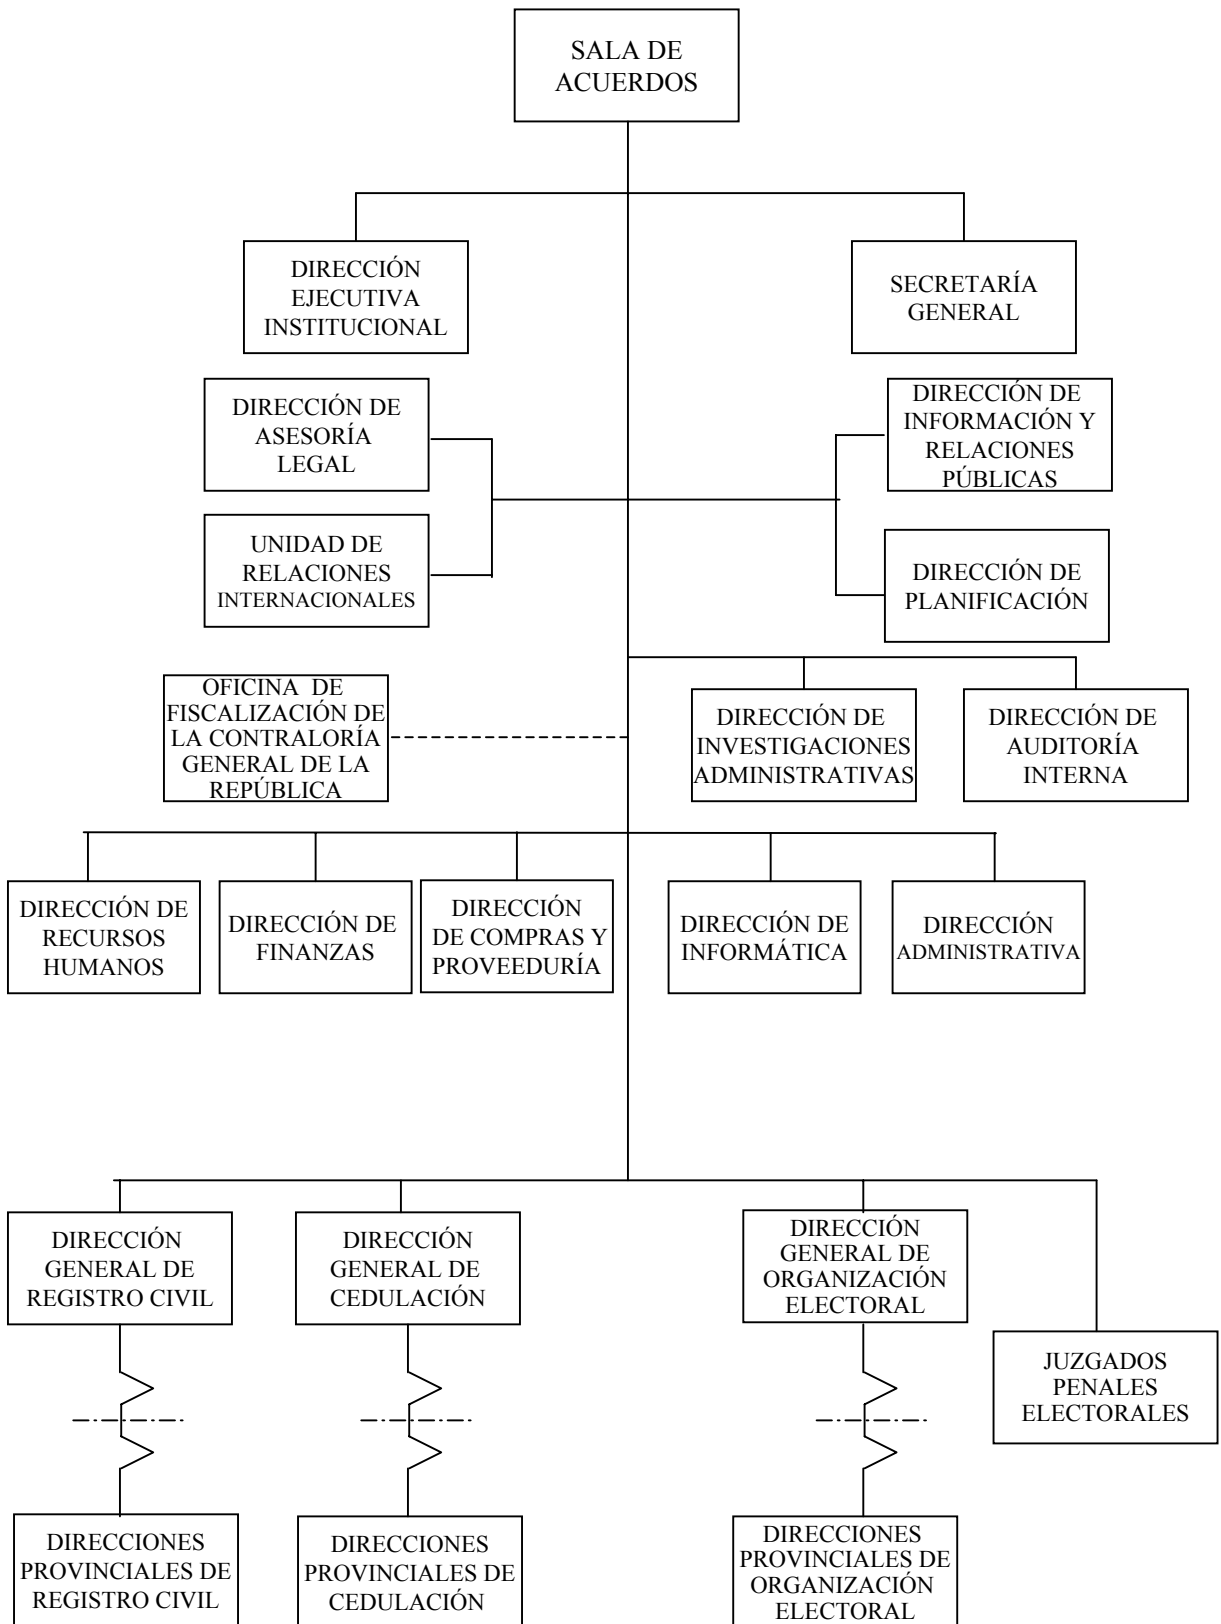 SALA DE
ACUERDOS
DIRECCIÓN
EJECUTIVA
INSTITUCIONAL
SECRETARÍA
GENERAL
DIRECCIÓN DE
ASESORÍA
LEGAL
DIRECCIÓN DE
INFORMACIÓN Y
RELACIONES
PÚBLICAS
UNIDAD DE
RELACIONES
INTERNACIONALES
DIRECCIÓN DE
PLANIFICACIÓN
OFICINA DE
FISCALIZACIÓN DE
LA CONTRALORÍA
GENERAL DE LA
REPÚBLICA
DIRECCIÓN DE
INVESTIGACIONES
ADMINISTRATIVAS
DIRECCIÓN DE
AUDITORÍA
INTERNA
DIRECCIÓN DE
RECURSOS
HUMANOS
DIRECCIÓN DE
FINANZAS
DIRECCIÓN
DE COMPRAS Y
PROVEEDURÍA
DIRECCIÓN DE
INFORMÁTICA
DIRECCIÓN
ADMINISTRATIVA
DIRECCIÓN
GENERAL DE
REGISTRO CIVIL
DIRECCIÓN
GENERAL DE
CEDULACIÓN
DIRECCIÓN
GENERAL DE
ORGANIZACIÓN
ELECTORAL
JUZGADOS
PENALES
ELECTORALES
DIRECCIONES
PROVINCIALES DE
REGISTRO CIVIL
DIRECCIONES
PROVINCIALES DE
CEDULACIÓN
DIRECCIONES
PROVINCIALES DE
ORGANIZACIÓN
ELECTORAL